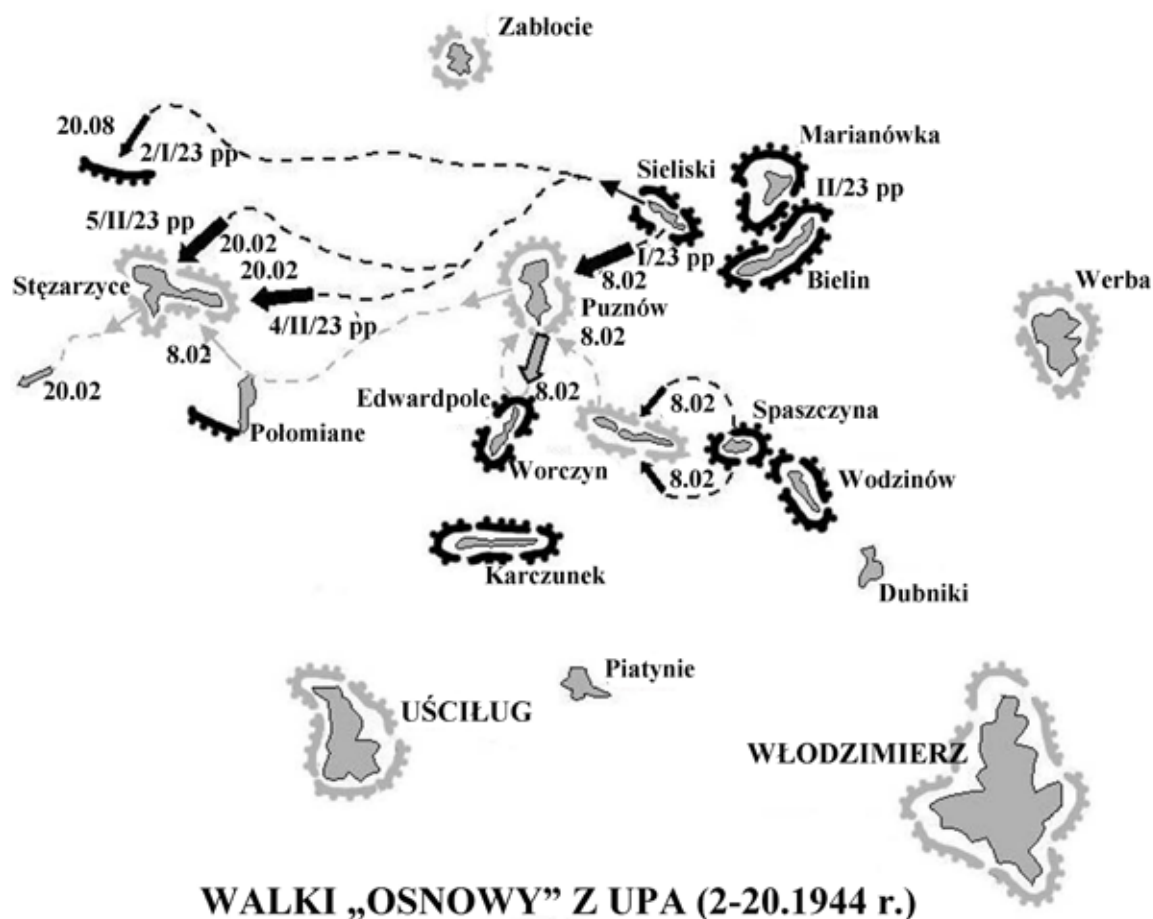 Zabłocie
20.08
2/I/23 pp
Marianówka
Sieliski
II/23 pp
5/II/23 pp
20.02
20.02
I/23 pp
8.02
Bielin
Stęzarzyce
4/II/23 pp
Puznów
Werba
8.02
8.02
20.02
8.02
Edwardpole
8.02
Spaszczyna
Połomiane
Worczyn
8.02
Wodzinów
Karczunek
Dubniki
Piatynie
UŚCIŁUG
WŁODZIMIERZ
WALKI „OSNOWY” Z UPA (2-20.1944 r.)